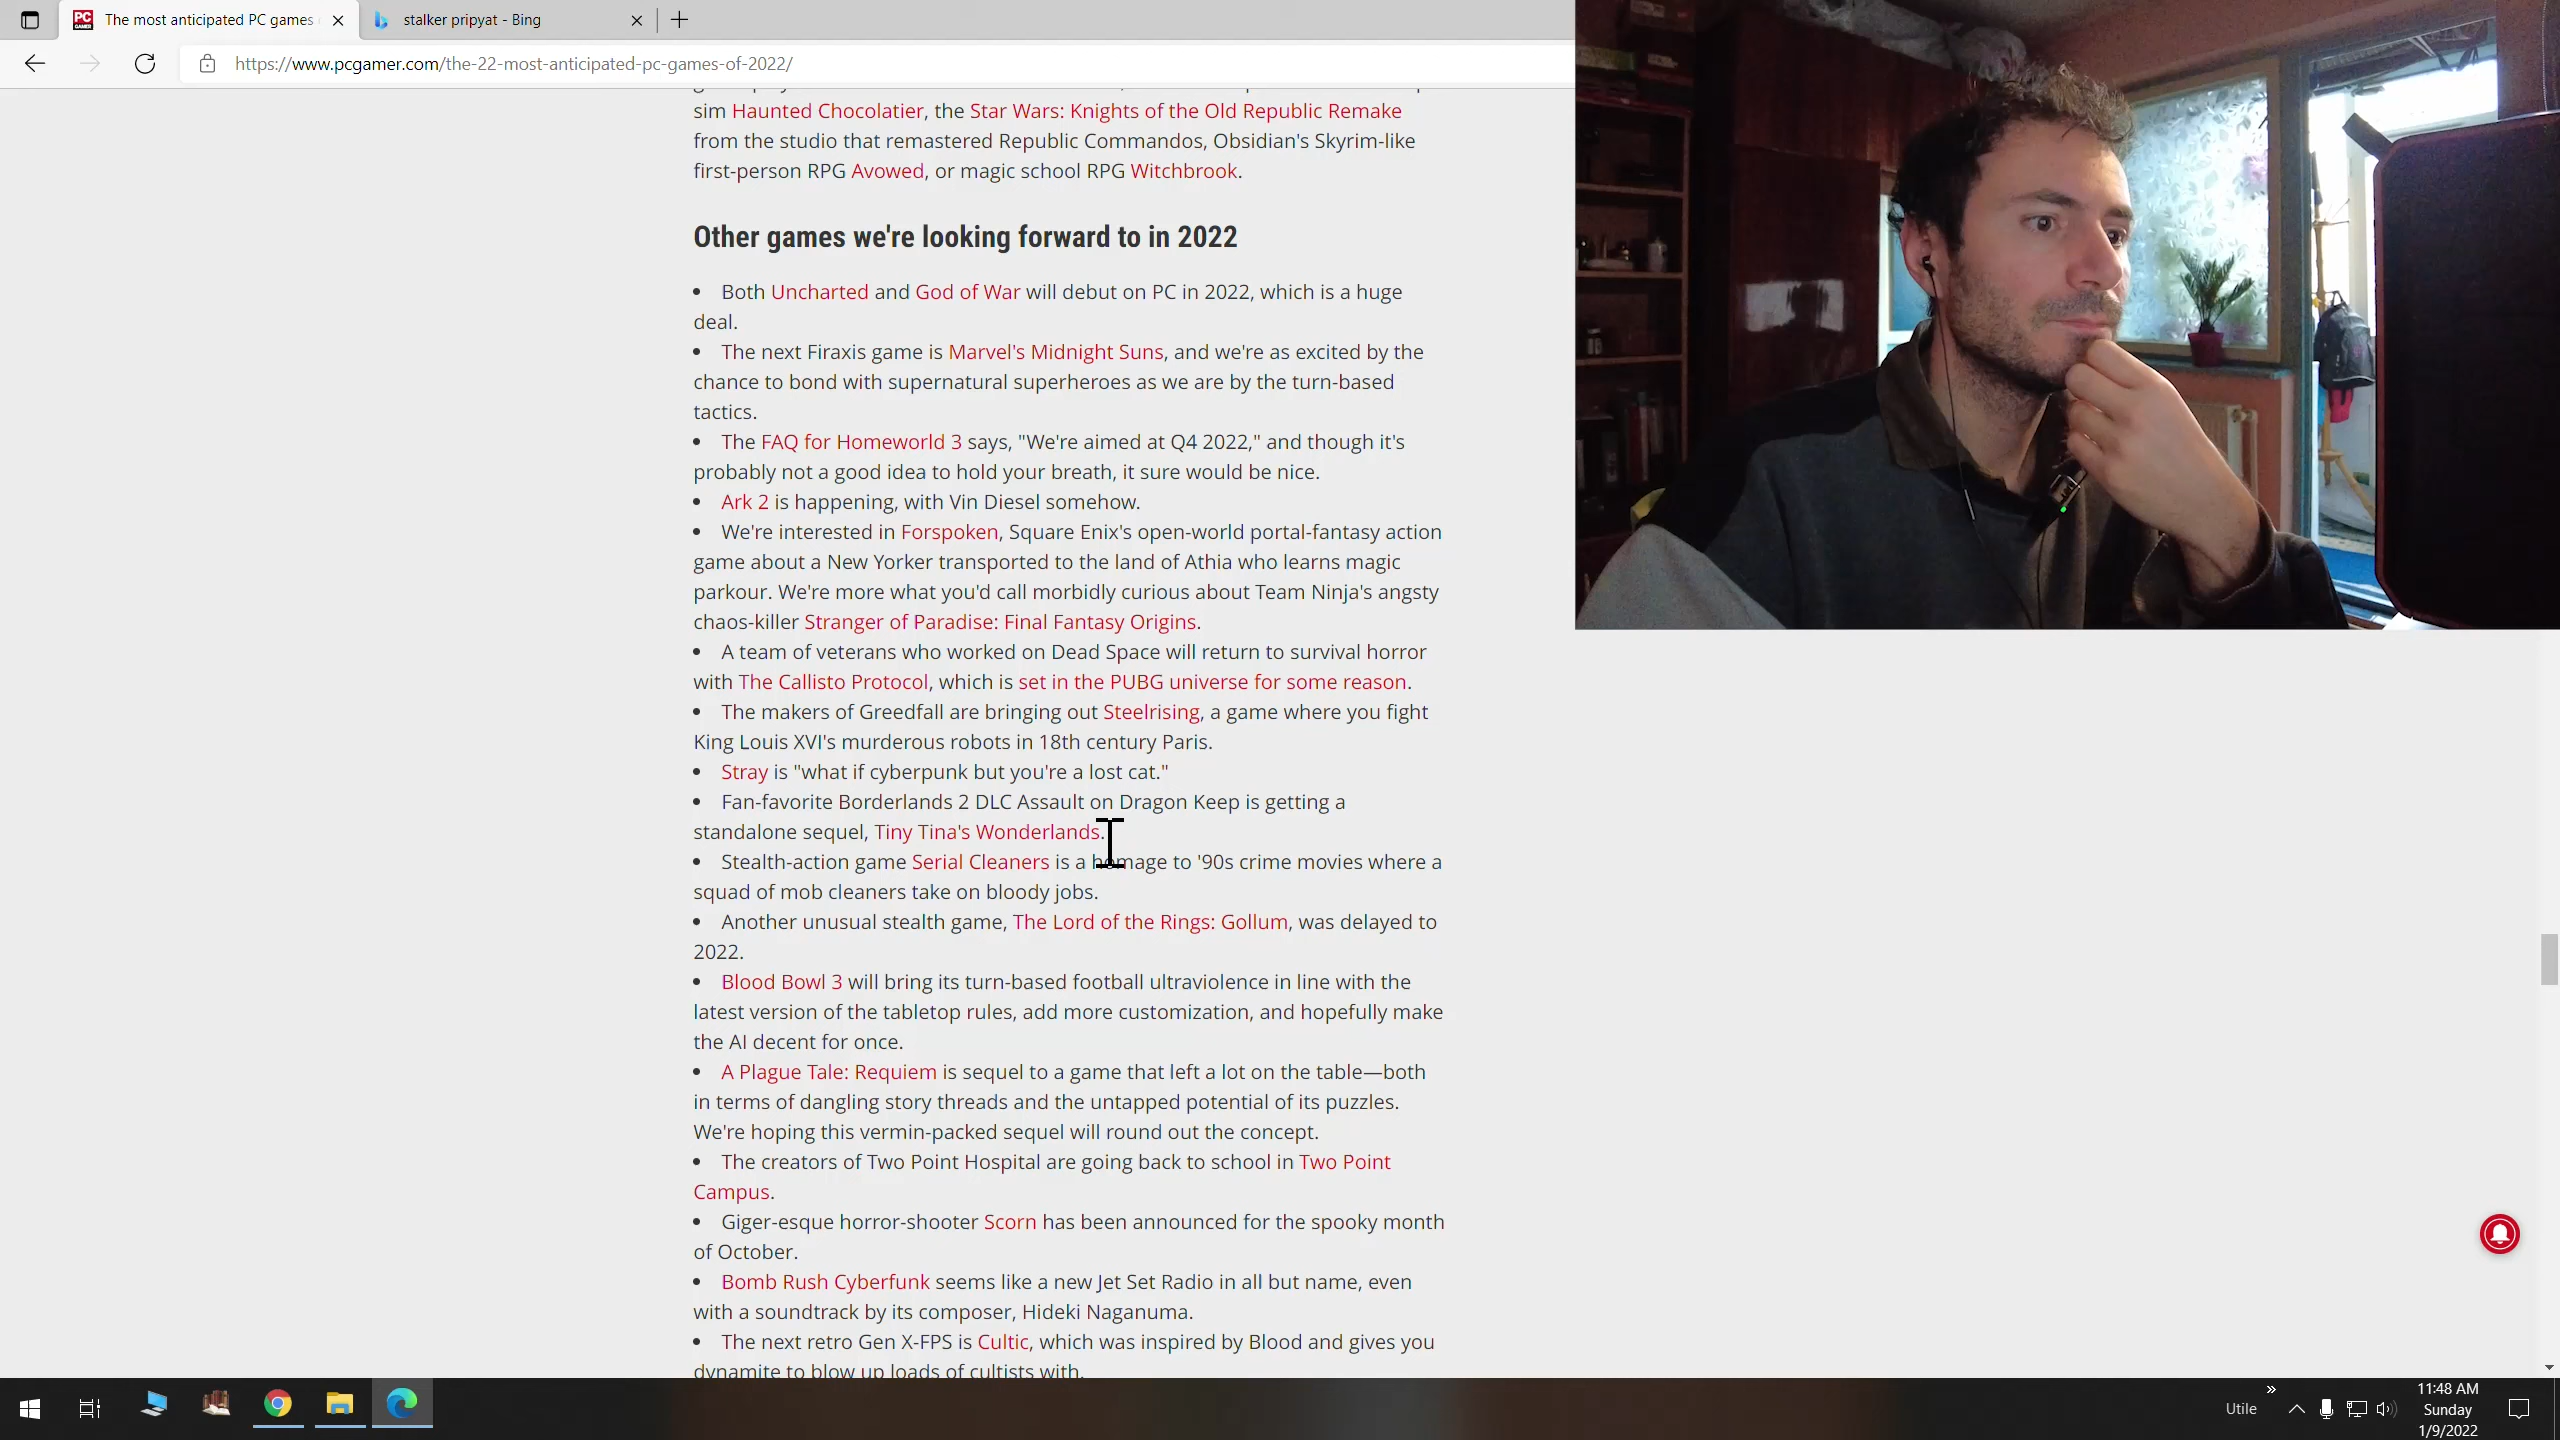 The most anticipated PC games
stalker pripyat - Bing
https://www.pcgamer.com/the-22-most-anticipated-pc-games-of-2022/
sim Haunted Chocolatier, the Star Wars: Knights of the Old Republic Remake
from the studio that remastered Republic Commandos, Obsidian's Skyrim-like
first-person RPG Avowed, or magic school RPG Witchbrook.
Other games we're looking forward to in 2022
• Both Uncharted and God of War will debut on PC in 2022, which is a huge
deal.
• The next Firaxis game is Marvel's Midnight Suns, and we're as excited by the
chance to bond with supernatural superheroes as we are by the turn-based
tactics.
• The FAQ for Homeworld 3 says, "We're aimed at Q4 2022," and though it's
probably not a good idea to hold your breath, it sure would be nice.
• Ark 2 is happening, with Vin Diesel somehow.
• We're interested in Forspoken, Square Enix's open-world portal-fantasy action
game about a New Yorker transported to the land of Athia who learns magic
parkour. We're more what you'd call morbidly curious about Team Ninja's angsty
chaos-killer Stranger of Paradise: Final Fantasy Origins.
• A team of veterans who worked on Dead Space will return to survival horror
with The Callisto Protocol, which is set in the PUBG universe for some reason.
• The makers of Greedfall are bringing out Steelrising, a game where you fight
King Louis XVI's murderous robots in 18th century Paris.
• Stray is "what if cyberpunk but you're a lost cat."
• Fan-favorite Borderlands 2 DLC Assault on Dragon Keep is getting a
standalone sequel, Tiny Tina's Wonderlands.
• Stealth-action game Serial Cleaners is a homage to '90s crime movies where a
squad of mob cleaners take on bloody jobs.
• Another unusual stealth game, The Lord of the Rings: Gollum, was delayed to
2022.
• Blood Bowl 3 will bring its turn-based football ultraviolence in line with the
latest version of the tabletop rules, add more customization, and hopefully make
the AI decent for once.
• A Plague Tale: Requiem is sequel to a game that left a lot on the table—both
in terms of dangling story threads and the untapped potential of its puzzles.
We're hoping this vermin-packed sequel will round out the concept.
• The creators of Two Point Hospital are going back to school in Two Point
Campus.
• Giger-esque horror-shooter Scorn has been announced for the spooky month
of October.
• Bomb Rush Cyberfunk seems like a new Jet Set Radio in all but name, even
with a soundtrack by its composer, Hideki Naganuma.
• The next retro Gen X-FPS is Cultic, which was inspired by Blood and gives you
dynamite to blow up loads of cultists with.
Utile
11:48 AM
Sunday
1/9/2022